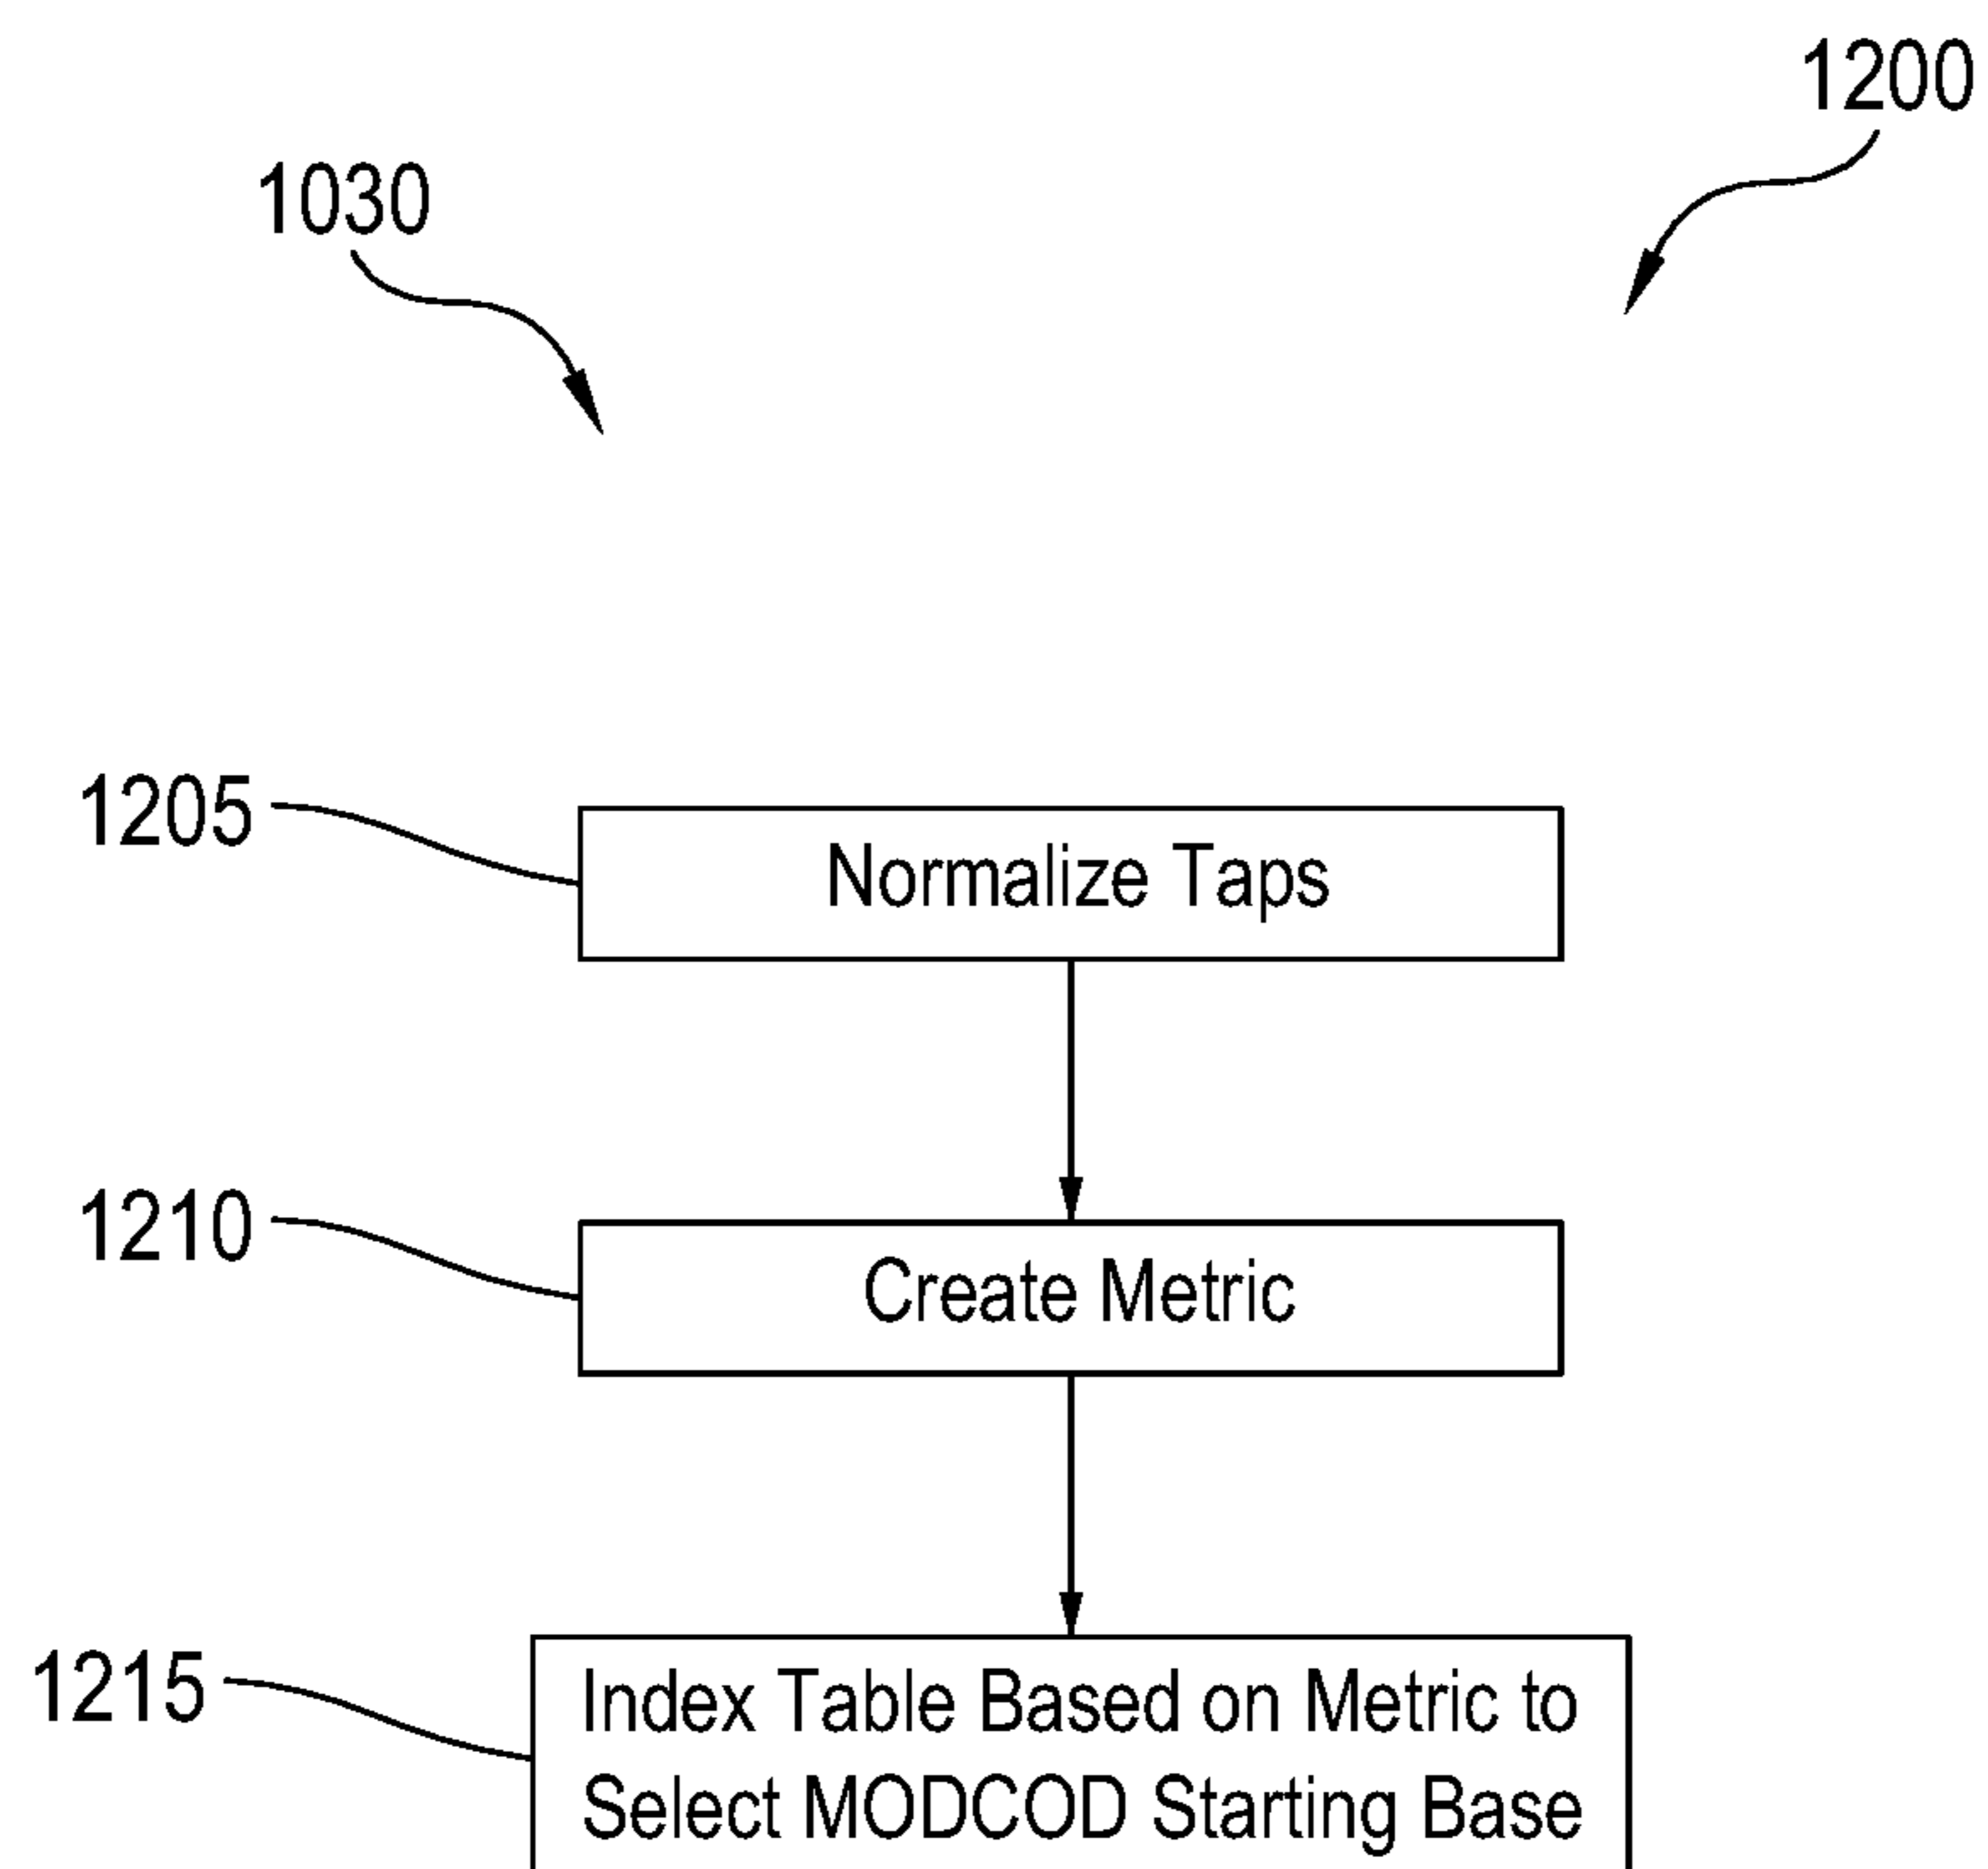 1200
1030
1205
Normalize Taps
1210
Create Metric
1215
Index Table Based on Metric to
Select MODCOD Starting Base